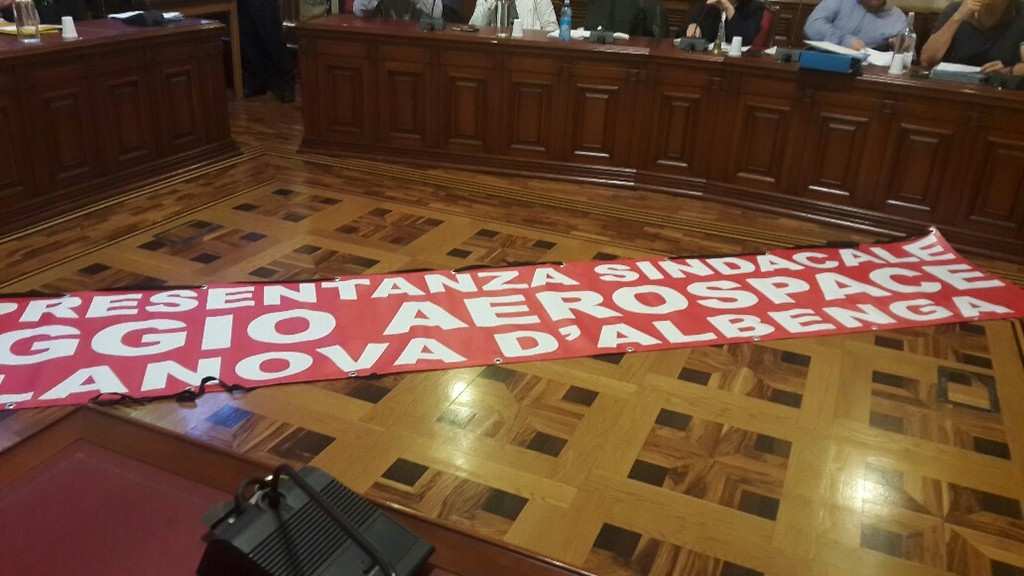 PRESENTANZA SINDACALE
GGIO AEROSPACE
LANOVA D'ALBENGA